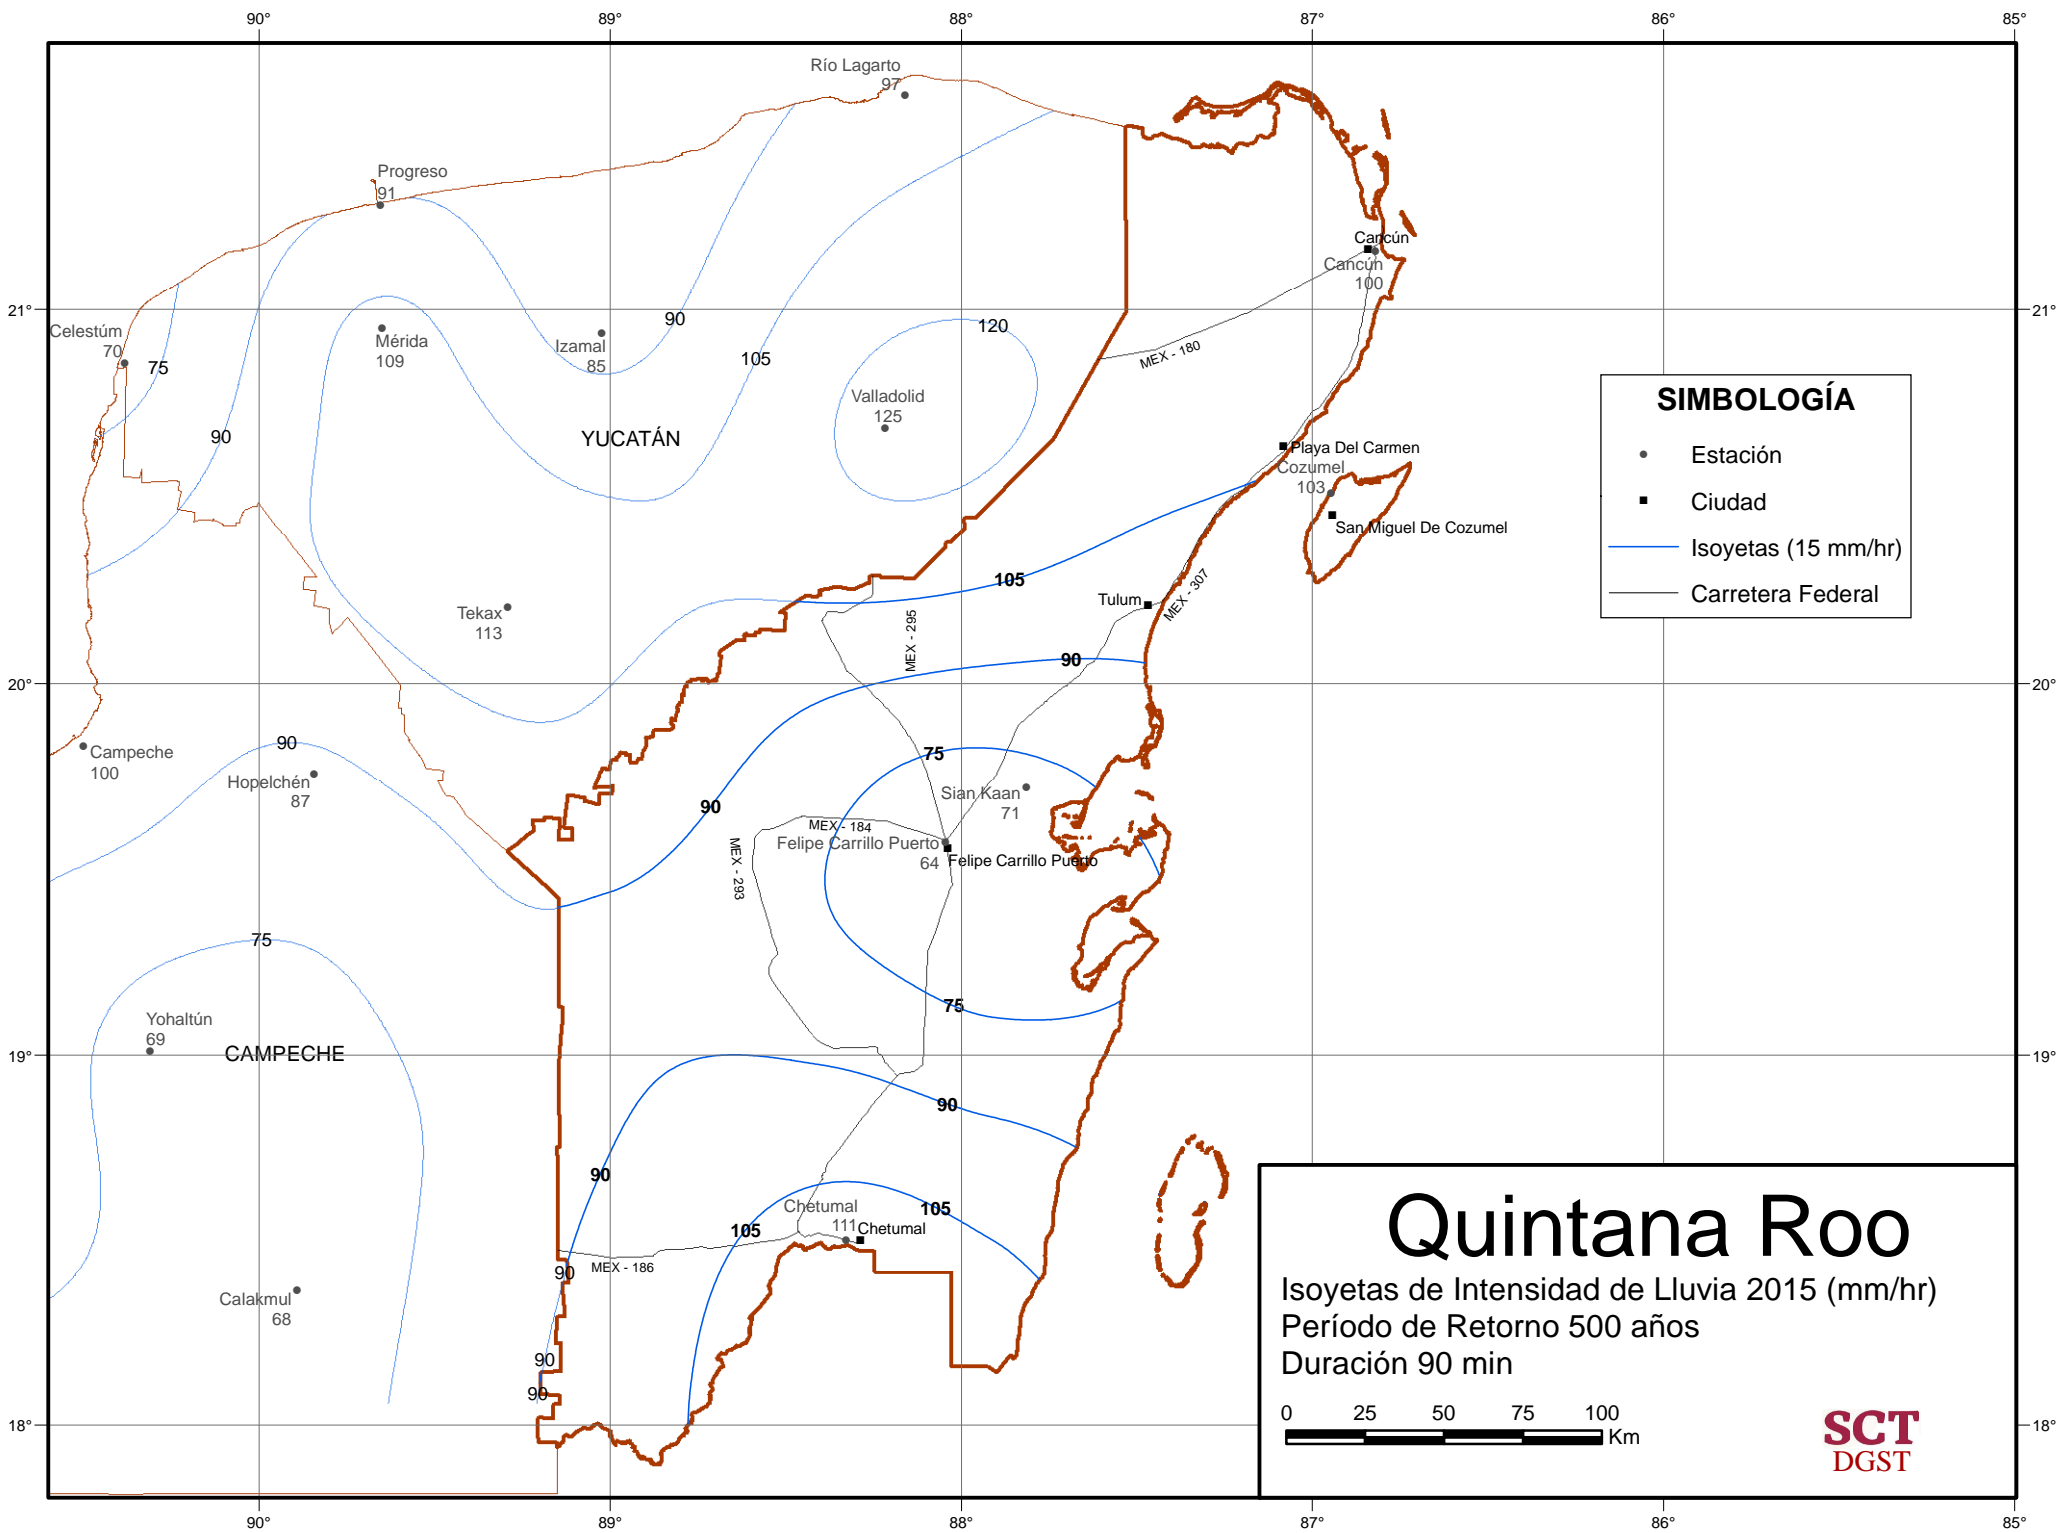 90°
89°
88°
87°
86°
85°
Río Lagarto
97
Progreso
91
Cancún
Cancún
100
21°
21°
Celestúm
70
75
Mérida
109
Izamal
85
90
105
120
MEX - 180
Valladolid
125
90
YUCATÁN
SIMBOLOGÍA
Estación
Ciudad
Isoyetas (15 mm/hr)
Carretera Federal
Playa Del Carmen
Cozumel
103
San Miguel De Cozumel
105
Tulum
MEX - 307
Tekax
113
MEX - 295
90
20°
20°
Campeche
100
90
Hopelchén
87
75
90
Sian Kaan
71
MEX - 184
Felipe Carrillo Puerto
64
Felipe Carrillo Puerto
MEX - 293
75
75
Yohaltún
69
CAMPECHE
19°
19°
90
90
Chetumal
111
Chetumal
105
105
MEX - 186
90
Calakmul
68
90
90
18°
18°
Quintana Roo
Isoyetas de Intensidad de Lluvia 2015 (mm/hr)
Período de Retorno 500 años
Duración 90 min
0 25 50 75 100
Km
SCT
DGST
90°
89°
88°
87°
86°
85°